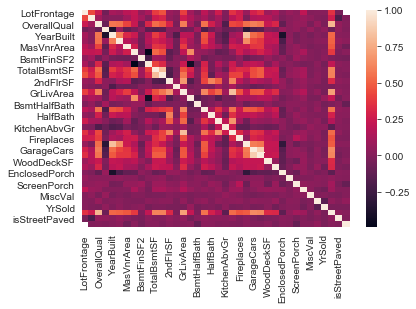 LotFrontage
OverallQual
YearBuilt
MasVnrArea
BsmtFinSF2
TotalBsmtSF
2ndFlrSF
GrLivArea
BsmtHalfBath
HalfBath
KitchenAbvGr
Fireplaces
GarageCars
WoodDeckSF
EnclosedPorch
ScreenPorch
MiscVal
YrSold
isStreetPaved
LotFrontage
OverallQual
YearBuilt
MasVnrArea
BsmtFinSF2
TotalBsmtSF
2ndFlrSF
GrLivArea
BsmtHalfBath
HalfBath
KitchenAbvGr
Fireplaces
GarageCars
WoodDeckSF
EnclosedPorch
ScreenPorch
MiscVal
YrSold
isStreetPaved
1.00
0.75
0.50
0.25
0.00
−0.25